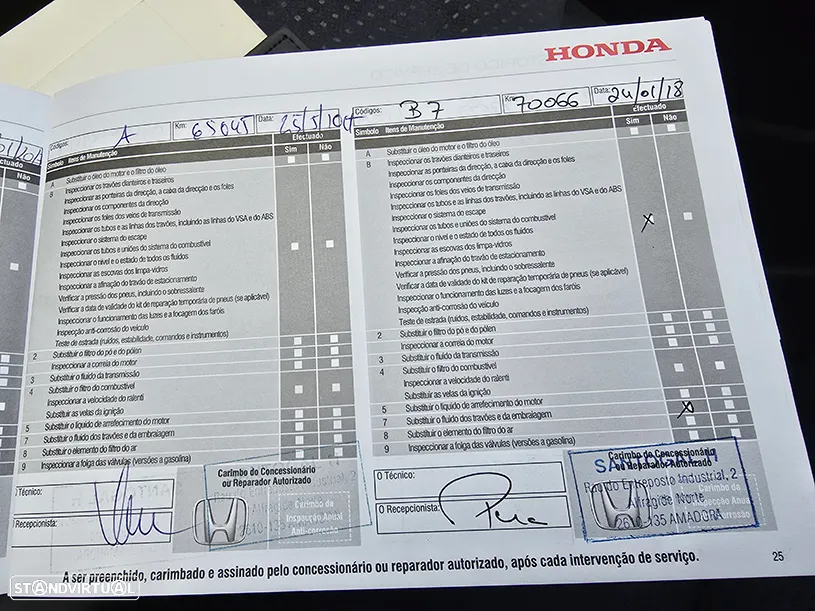 HONDA
Códigos: A Km: 65045 Data:
Efectuado
Símbolo Itens de Manutenção Sim Não
A Substituir o óleo do motor e o filtro do óleo
B Inspeccionar os travões dianteiros e traseiros
Inspeccionar as ponteiras da direcção, a caixa da direcção e os foles
Inspeccionar os componentes da direcção
Inspeccionar os foles dos veios de transmissão
Inspeccionar os tubos e as linhas dos travões, incluindo as linhas do VSA e do ABS
Inspeccionar o sistema do escape
Inspeccionar os tubos e uniões do sistema do combustível
Inspeccionar o nível e o estado de todos os fluidos
Inspeccionar as escovas dos limpa-vidros
Inspeccionar a afinação do travão de estacionamento
Verificar a pressão dos pneus, incluindo o sobressalente
Verificar a data de validade do kit de reparação temporária de pneus (se aplicável)
Inspeccionar o funcionamento das luzes e a focagem dos faróis
Inspecção anti-corrosão do veículo
Teste de estrada (ruídos, estabilidade, comandos e instrumentos)
2 Substituir o filtro do pó e do pólen
Inspeccionar a correia do motor
3 Substituir o fluido da transmissão
4 Substituir o filtro do combustível
Inspeccionar a velocidade do ralenti
Substituir as velas da ignição
5 Substituir o líquido de arrefecimento do motor
7 Substituir o fluido dos travões e da embraiagem
8 Substituir o elemento do filtro do ar
9 Inspeccionar a folga das válvulas (versões a gasolina)
O Técnico:
O Recepcionista:
Carimbo do Concessionário
ou Reparador Autorizado
Carimbo da
Inspecção Anual
Anti-corrosão
2610-135
Códigos: B7 Km: 70066 Data: 24/01/18
Efectuado
Símbolo Itens de Manutenção Sim Não
A Substituir o óleo do motor e o filtro do óleo
B Inspeccionar os travões dianteiros e traseiros
Inspeccionar as ponteiras da direcção, a caixa da direcção e os foles
Inspeccionar os componentes da direcção
Inspeccionar os foles dos veios de transmissão
Inspeccionar os tubos e as linhas dos travões, incluindo as linhas do VSA e do ABS
Inspeccionar o sistema do escape
Inspeccionar os tubos e uniões do sistema do combustível
Inspeccionar o nível e o estado de todos os fluidos
Inspeccionar as escovas dos limpa-vidros
Inspeccionar a afinação do travão de estacionamento
Verificar a pressão dos pneus, incluindo o sobressalente
Verificar a data de validade do kit de reparação temporária de pneus (se aplicável)
Inspeccionar o funcionamento das luzes e a focagem dos faróis
Inspecção anti-corrosão do veículo
Teste de estrada (ruídos, estabilidade, comandos e instrumentos)
2 Substituir o filtro do pó e do pólen
Inspeccionar a correia do motor
3 Substituir o fluido da transmissão
4 Substituir o filtro do combustível
Inspeccionar a velocidade do ralenti
Substituir as velas da ignição
5 Substituir o líquido de arrefecimento do motor
7 Substituir o fluido dos travões e da embraiagem
8 Substituir o elemento do filtro do ar
9 Inspeccionar a folga das válvulas (versões a gasolina)
O Técnico:
O Recepcionista:
Carimbo do Concessionário
ou Reparador Autorizado
Rua do Entreposto Industrial, 2
Alfragide Norte
2610-135 AMADORA
A ser preenchido, carimbado e assinado pelo concessionário ou reparador autorizado, após cada intervenção de serviço.
25
STANDVIRTUAL